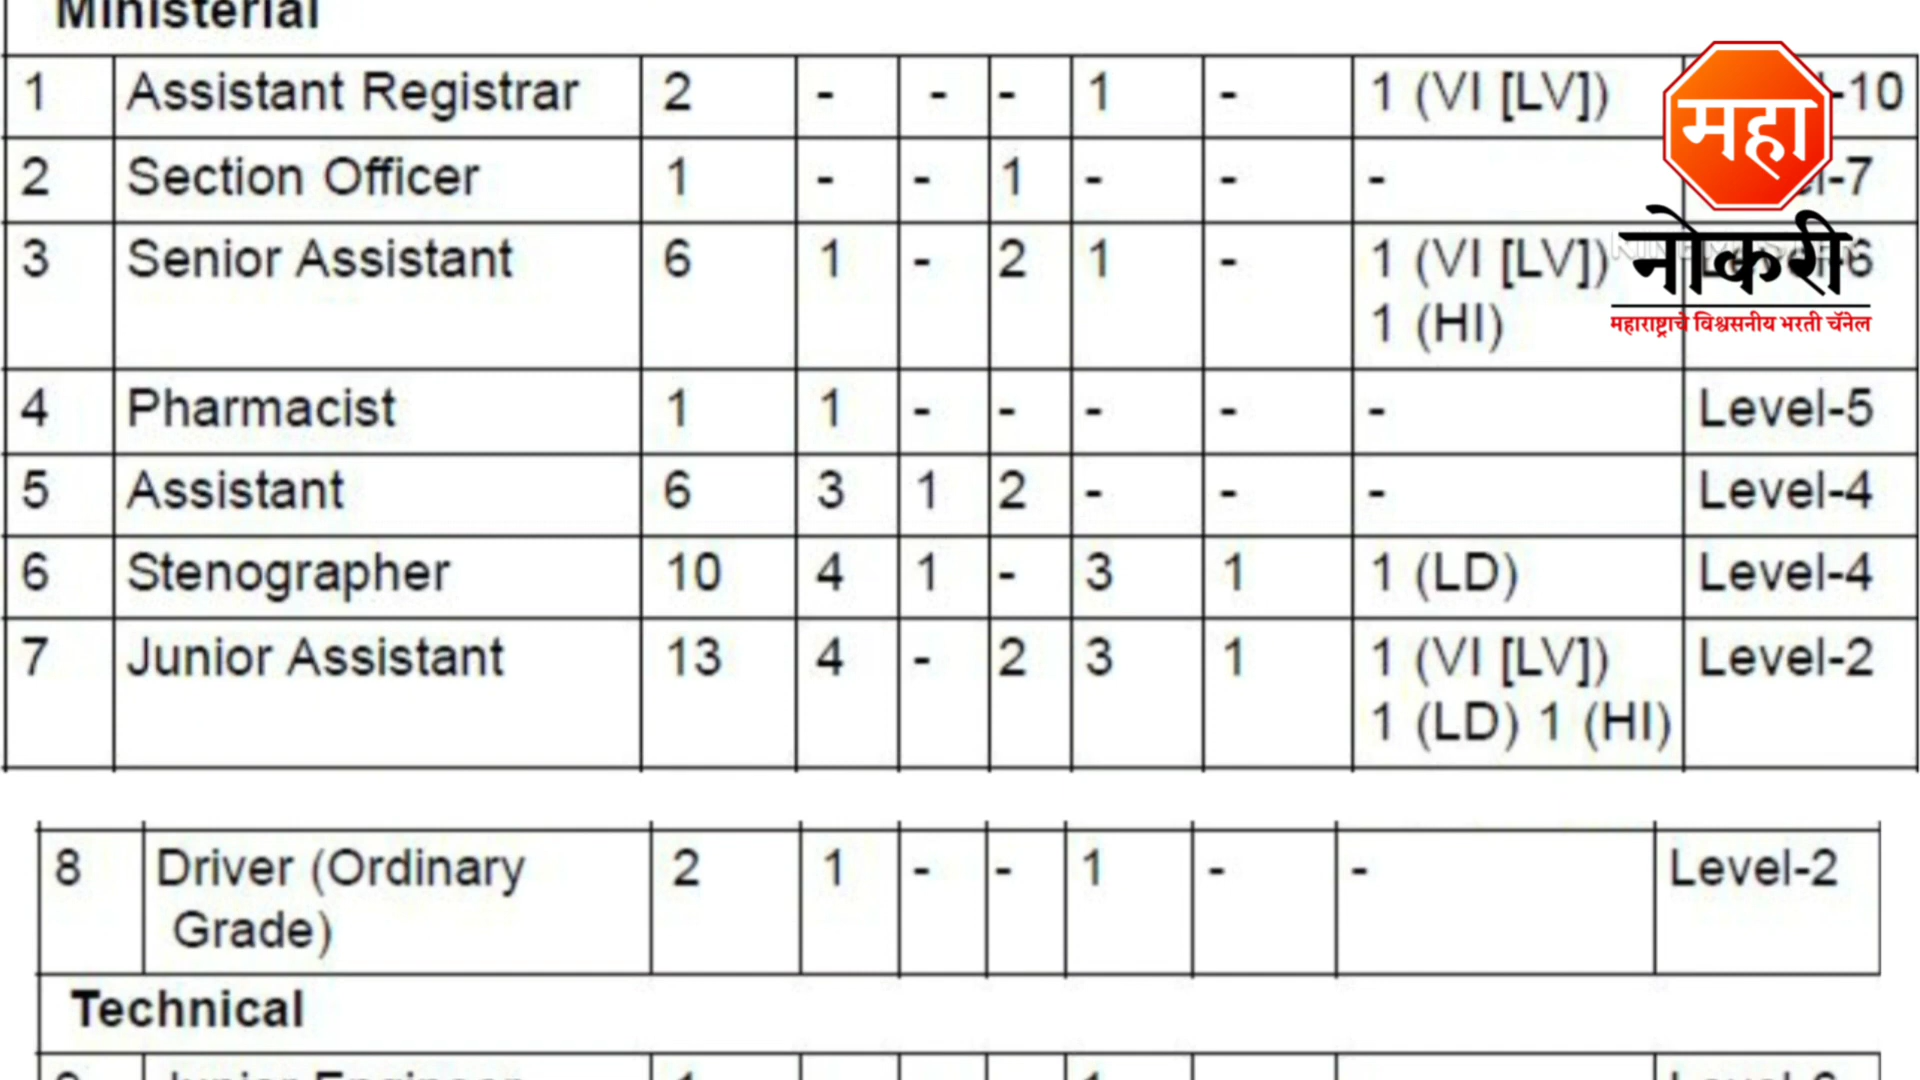 Ministerial
1 Assistant Registrar 2 - - - 1 - 1 (VI [LV]) -10
2 Section Officer 1 - - 1 - - - -7
3 Senior Assistant 6 1 - 2 1 - 1 (VI [LV])
1 (HI)
4 Pharmacist 1 1 - - - - - Level-5
5 Assistant 6 3 1 2 - - - Level-4
6 Stenographer 10 4 1 - 3 1 1 (LD) Level-4
7 Junior Assistant 13 4 - 2 3 1 1 (VI [LV]) Level-2
1 (LD) 1 (HI)
8 Driver (Ordinary 2 1 - - 1 - - Level-2
Grade)
Technical
महा
नोकरी
महाराष्ट्राचे विश्वसनीय भरती चॅनेल